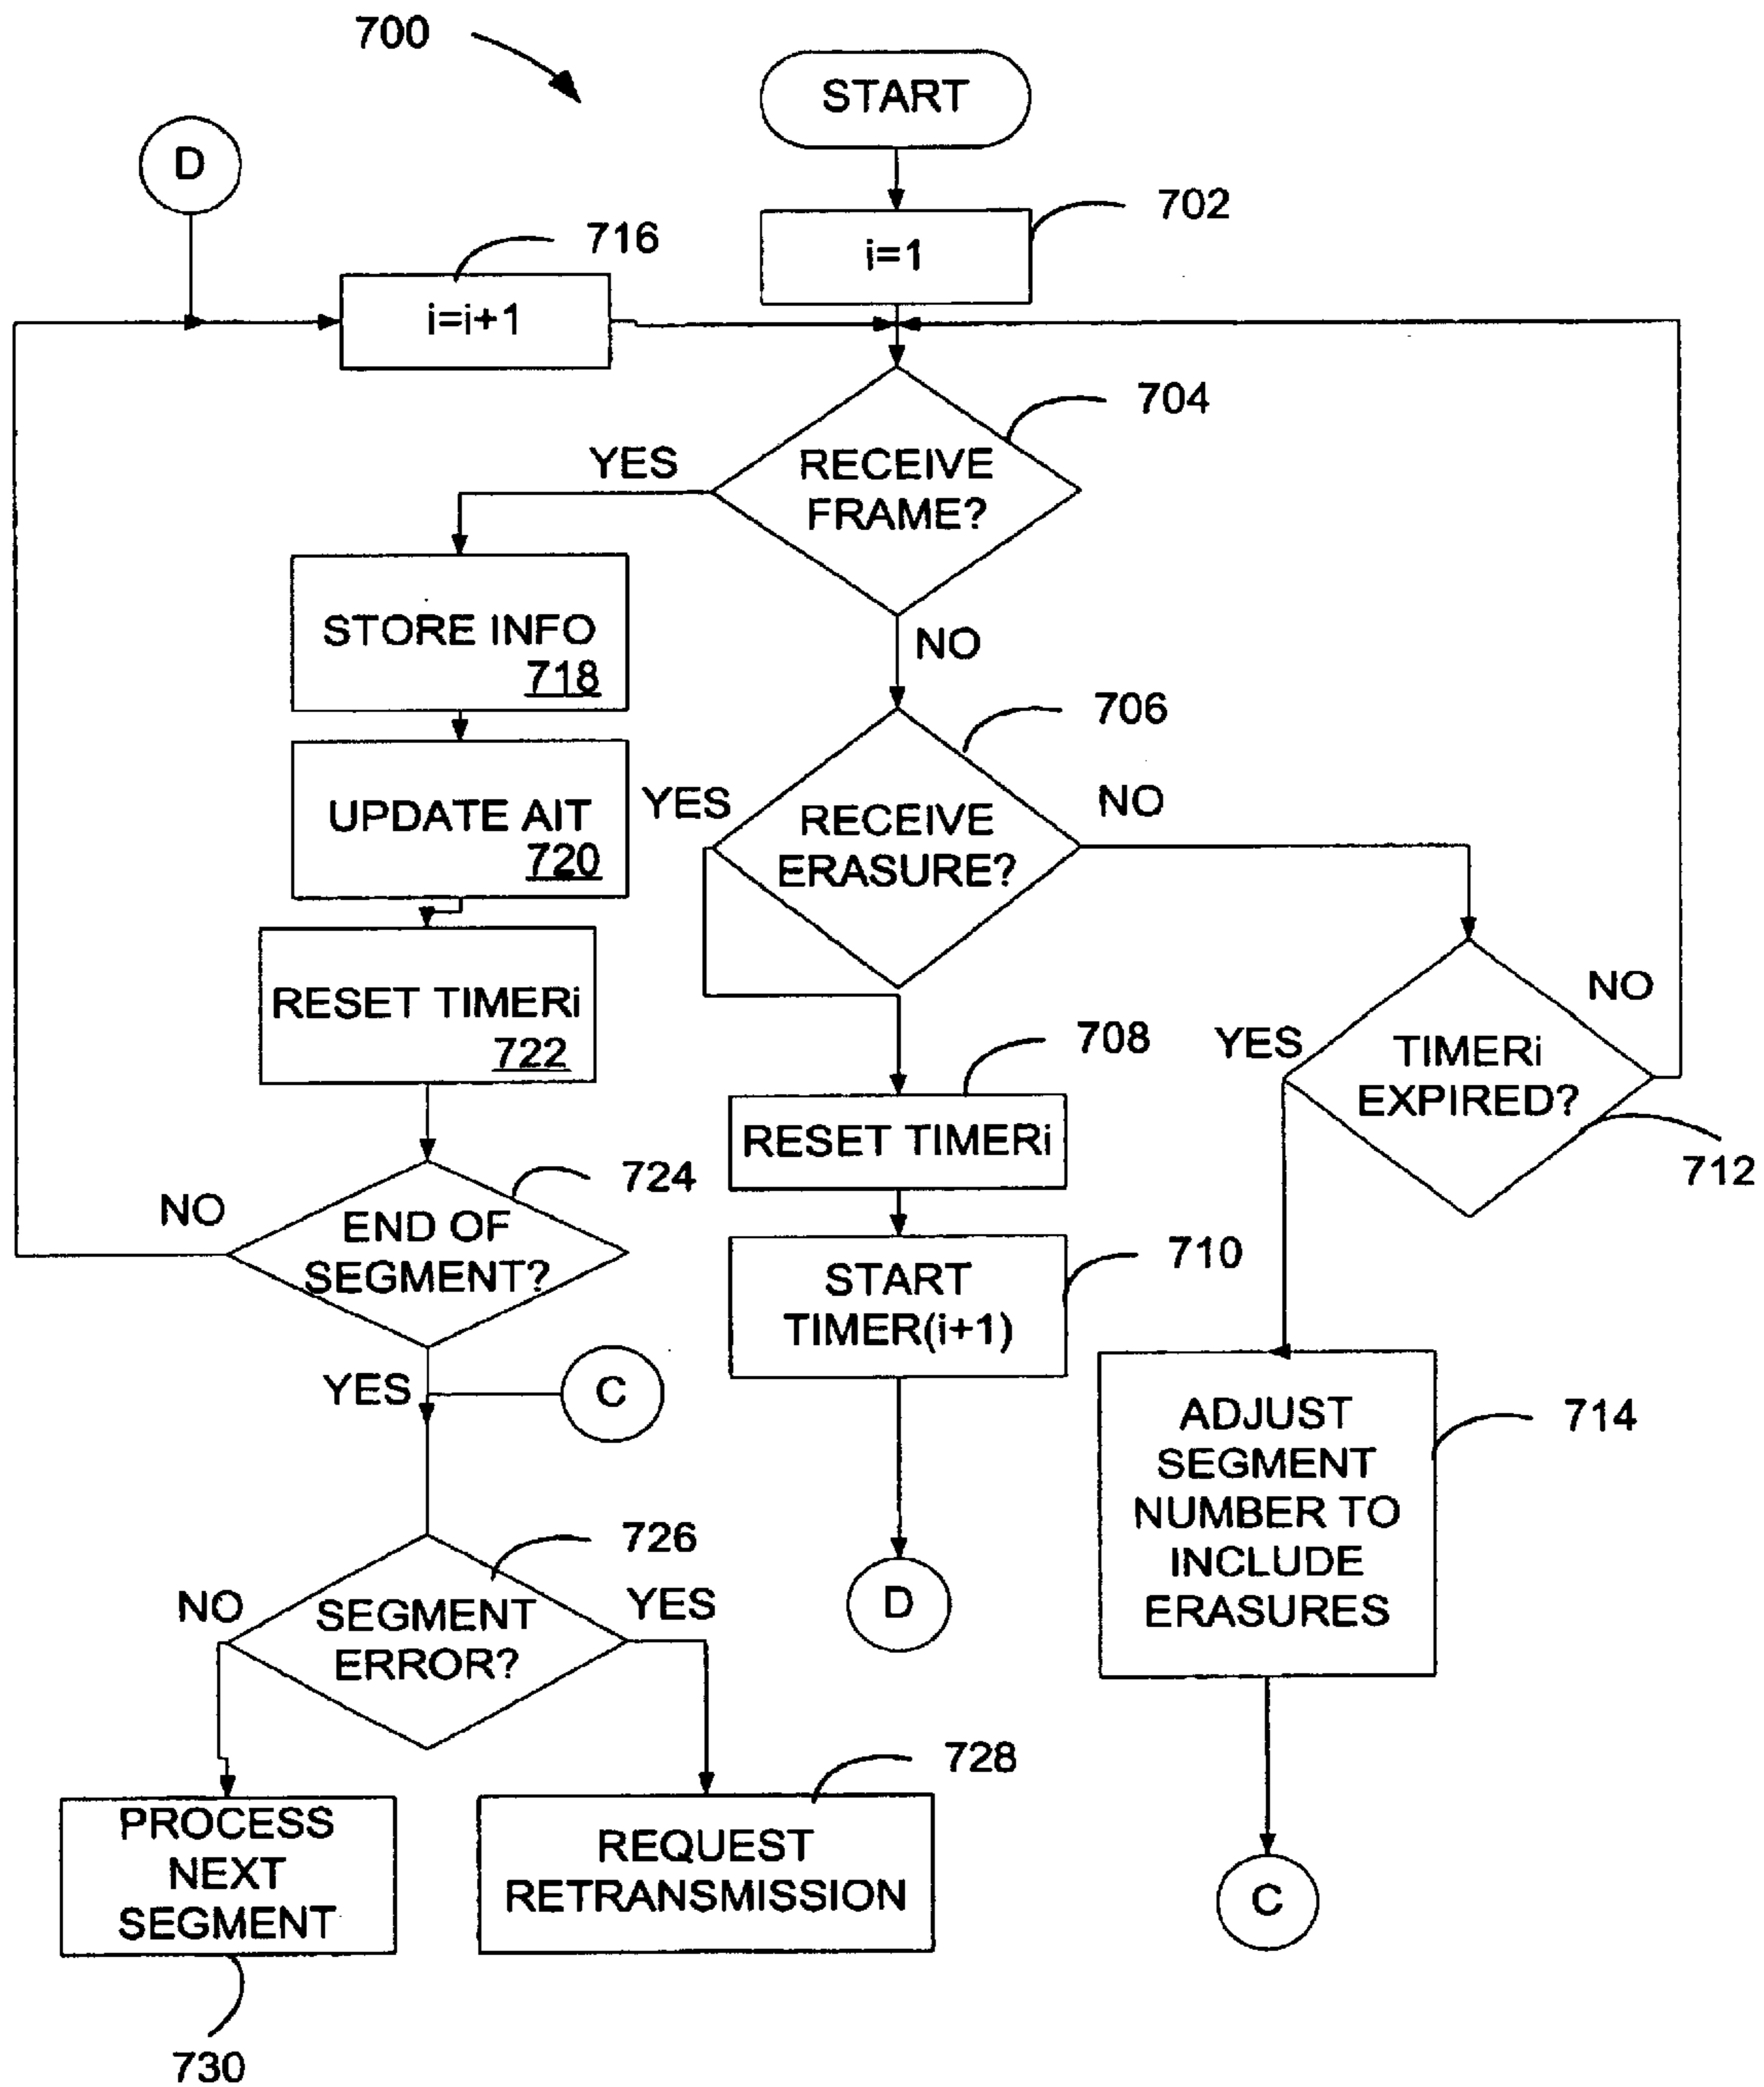 700
START
D
702
i=1
716
i=i+1
704
YES
RECEIVE
FRAME?
NO
STORE INFO
718
706
UPDATE AIT
720
YES
RECEIVE
ERASURE?
NO
RESET TIMERi
722
NO
YES
TIMERi
EXPIRED?
712
708
RESET TIMERi
724
NO
END OF
SEGMENT?
YES
C
710
START
TIMER(i+1)
D
714
ADJUST
SEGMENT
NUMBER TO
INCLUDE
ERASURES
C
726
NO
SEGMENT
ERROR?
YES
728
PROCESS
NEXT
SEGMENT
REQUEST
RETRANSMISSION
730